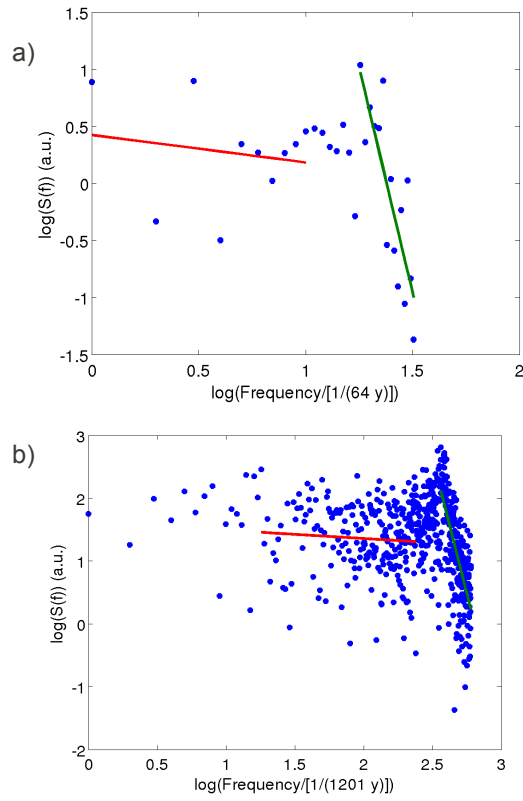 a)
1.5
1
0.5
0
-0.5
-1
-1.5
log(S(f)) (a.u.)
0 0.5 1 1.5 2
log(Frequency/[1/(64 y)])
b)
3
2
1
0
-1
-2
log(S(f)) (a.u.)
0 0.5 1 1.5 2 2.5 3
log(Frequency/[1/(1201 y)])